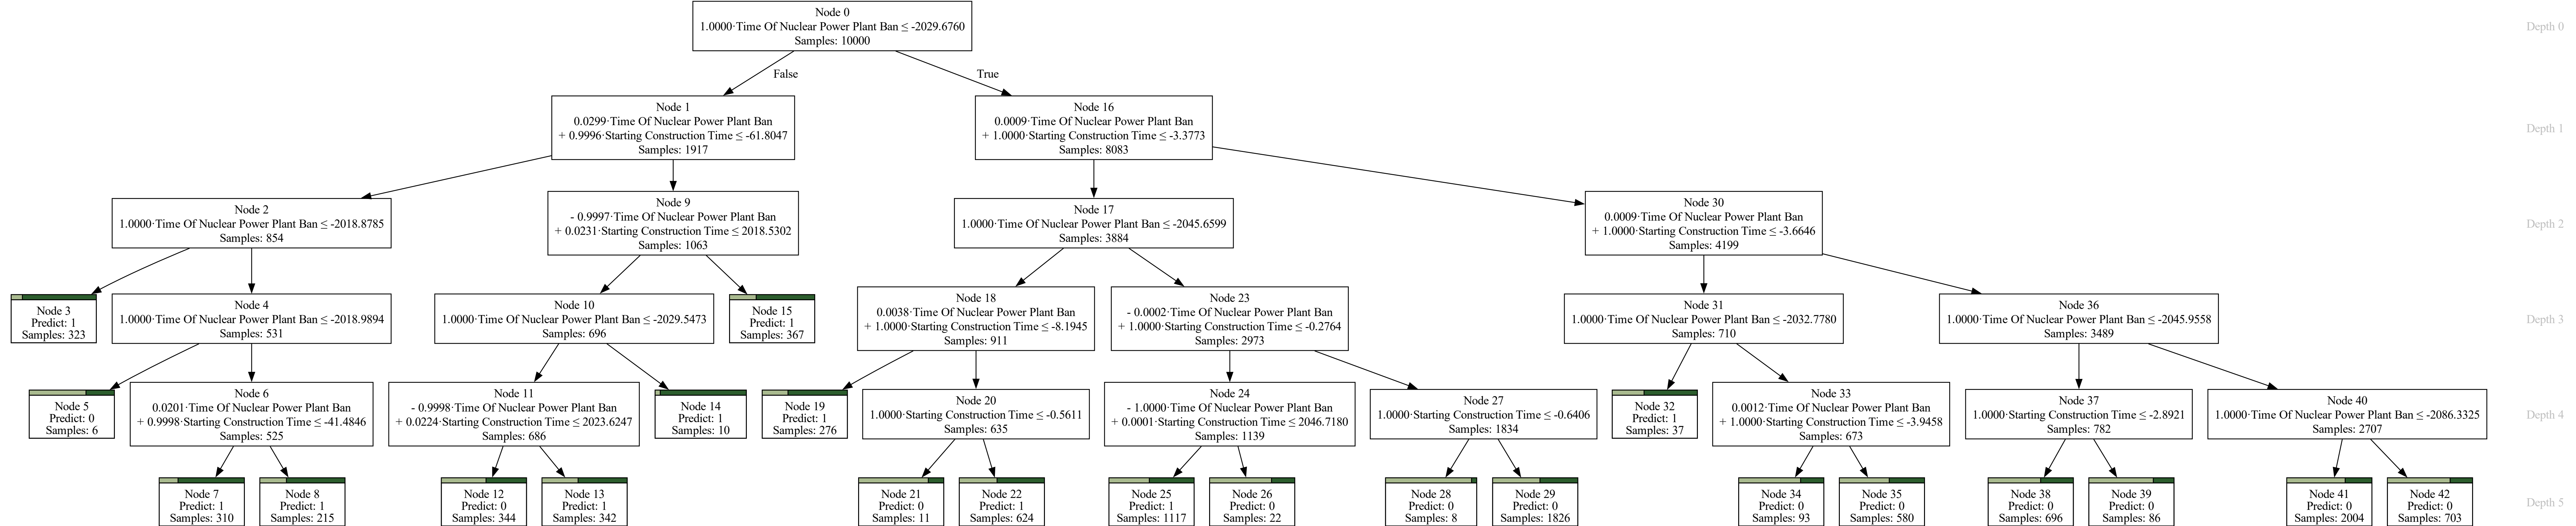 Node 0
1.0000·Time Of Nuclear Power Plant Ban ≤ -2029.6760
Samples: 10000
Depth 0
False
True
Node 1
0.0299·Time Of Nuclear Power Plant Ban
+ 0.9996·Starting Construction Time ≤ -61.8047
Samples: 1917
Node 16
0.0009·Time Of Nuclear Power Plant Ban
+ 1.0000·Starting Construction Time ≤ -3.3773
Samples: 8083
Depth 1
Node 2
1.0000·Time Of Nuclear Power Plant Ban ≤ -2018.8785
Samples: 854
Node 9
- 0.9997·Time Of Nuclear Power Plant Ban
+ 0.0231·Starting Construction Time ≤ 2018.5302
Samples: 1063
Node 17
1.0000·Time Of Nuclear Power Plant Ban ≤ -2045.6599
Samples: 3884
Node 30
0.0009·Time Of Nuclear Power Plant Ban
+ 1.0000·Starting Construction Time ≤ -3.6646
Samples: 4199
Depth 2
Node 3
Predict: 1
Samples: 323
Node 4
1.0000·Time Of Nuclear Power Plant Ban ≤ -2018.9894
Samples: 531
Node 10
1.0000·Time Of Nuclear Power Plant Ban ≤ -2029.5473
Samples: 696
Node 15
Predict: 1
Samples: 367
Node 18
0.0038·Time Of Nuclear Power Plant Ban
+ 1.0000·Starting Construction Time ≤ -8.1945
Samples: 911
Node 23
- 0.0002·Time Of Nuclear Power Plant Ban
+ 1.0000·Starting Construction Time ≤ -0.2764
Samples: 2973
Node 31
1.0000·Time Of Nuclear Power Plant Ban ≤ -2032.7780
Samples: 710
Node 36
1.0000·Time Of Nuclear Power Plant Ban ≤ -2045.9558
Samples: 3489
Depth 3
Node 5
Predict: 0
Samples: 6
Node 6
0.0201·Time Of Nuclear Power Plant Ban
+ 0.9998·Starting Construction Time ≤ -41.4846
Samples: 525
Node 11
- 0.9998·Time Of Nuclear Power Plant Ban
+ 0.0224·Starting Construction Time ≤ 2023.6247
Samples: 686
Node 14
Predict: 1
Samples: 10
Node 19
Predict: 1
Samples: 276
Node 20
1.0000·Starting Construction Time ≤ -0.5611
Samples: 635
Node 24
- 1.0000·Time Of Nuclear Power Plant Ban
+ 0.0001·Starting Construction Time ≤ 2046.7180
Samples: 1139
Node 27
1.0000·Starting Construction Time ≤ -0.6406
Samples: 1834
Node 32
Predict: 1
Samples: 37
Node 33
0.0012·Time Of Nuclear Power Plant Ban
+ 1.0000·Starting Construction Time ≤ -3.9458
Samples: 673
Node 37
1.0000·Starting Construction Time ≤ -2.8921
Samples: 782
Node 40
1.0000·Time Of Nuclear Power Plant Ban ≤ -2086.3325
Samples: 2707
Depth 4
Node 7
Predict: 1
Samples: 310
Node 8
Predict: 1
Samples: 215
Node 12
Predict: 0
Samples: 344
Node 13
Predict: 1
Samples: 342
Node 21
Predict: 0
Samples: 11
Node 22
Predict: 1
Samples: 624
Node 25
Predict: 1
Samples: 1117
Node 26
Predict: 0
Samples: 22
Node 28
Predict: 0
Samples: 8
Node 29
Predict: 0
Samples: 1826
Node 34
Predict: 0
Samples: 93
Node 35
Predict: 0
Samples: 580
Node 38
Predict: 0
Samples: 696
Node 39
Predict: 0
Samples: 86
Node 41
Predict: 0
Samples: 2004
Node 42
Predict: 0
Samples: 703
Depth 5